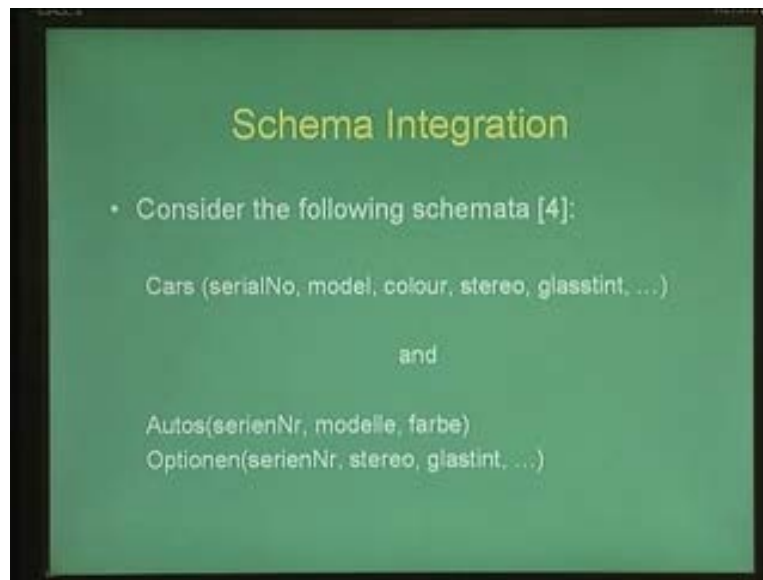 Schema Integration
• Consider the following schemata [4]:
Cars (serialNo, model, colour, stereo, glasstint, ...)
and
Autos(serienNr, modelle, farbe)
Optionen(serienNr, stereo, glastint, ...)